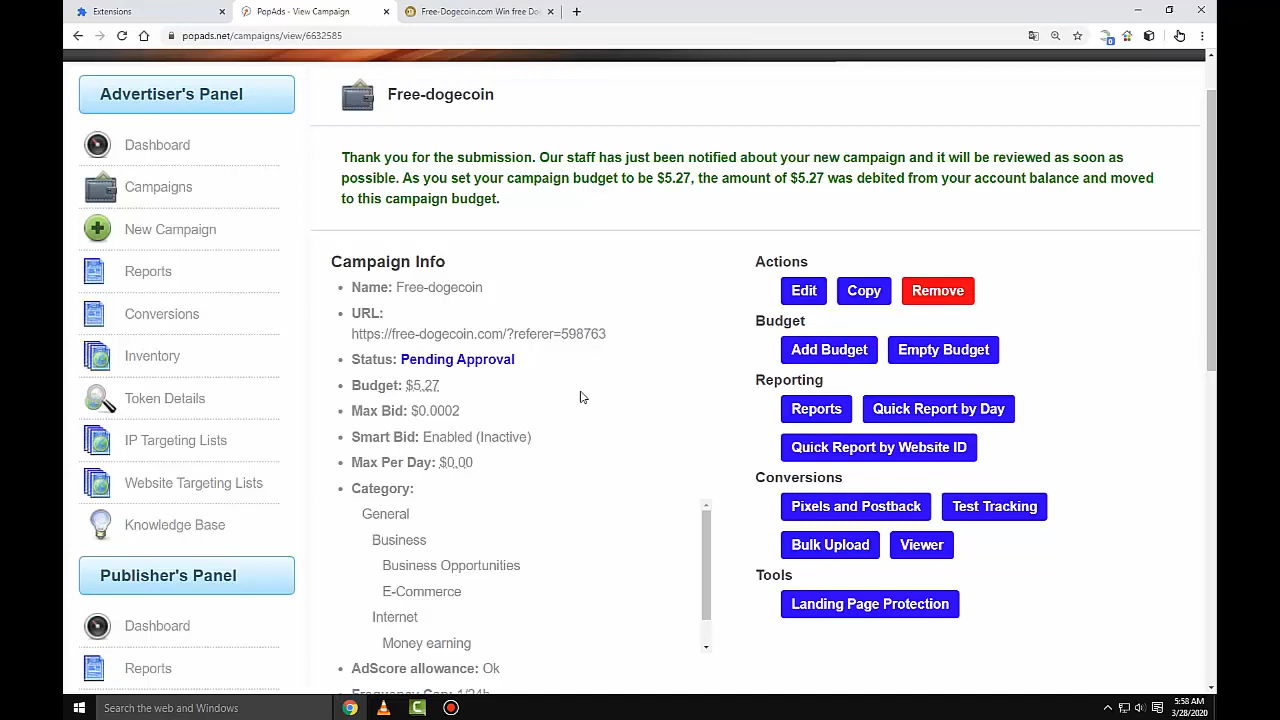 Extensions
PopAds - View Campaign
Free-Dogecoin.com Win free Do
popads.net/campaigns/view/6632585
Advertiser's Panel
Dashboard
Campaigns
New Campaign
Reports
Conversions
Inventory
Token Details
IP Targeting Lists
Website Targeting Lists
Knowledge Base
Publisher's Panel
Dashboard
Reports
Free-dogecoin
Thank you for the submission. Our staff has just been notified about your new campaign and it will be reviewed as soon as
possible. As you set your campaign budget to be $5.27, the amount of $5.27 was debited from your account balance and moved
to this campaign budget.
Campaign Info
Name: Free-dogecoin
URL:
https://free-dogecoin.com/?referer=598763
Status: Pending Approval
Budget: $5.27
Max Bid: $0.0002
Smart Bid: Enabled (Inactive)
Max Per Day: $0.00
Category:
General
Business
Business Opportunities
E-Commerce
Internet
Money earning
AdScore allowance: Ok
Frequency Cap: 1/24h
Actions
Edit Copy Remove
Budget
Add Budget Empty Budget
Reporting
Reports Quick Report by Day
Quick Report by Website ID
Conversions
Pixels and Postback Test Tracking
Bulk Upload Viewer
Tools
Landing Page Protection
Search the web and Windows
5:58 AM
3/28/2020